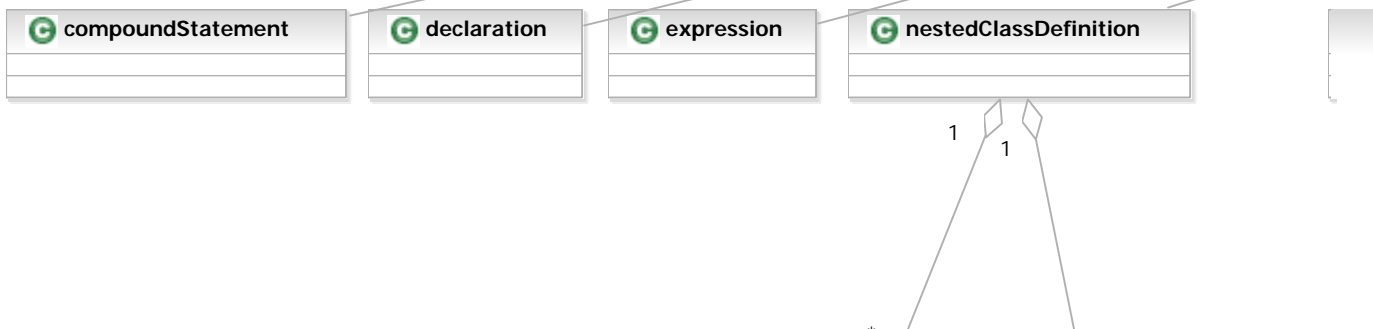 C compoundStatement
C declaration
C expression
C nestedClassDefinition
1
1
*